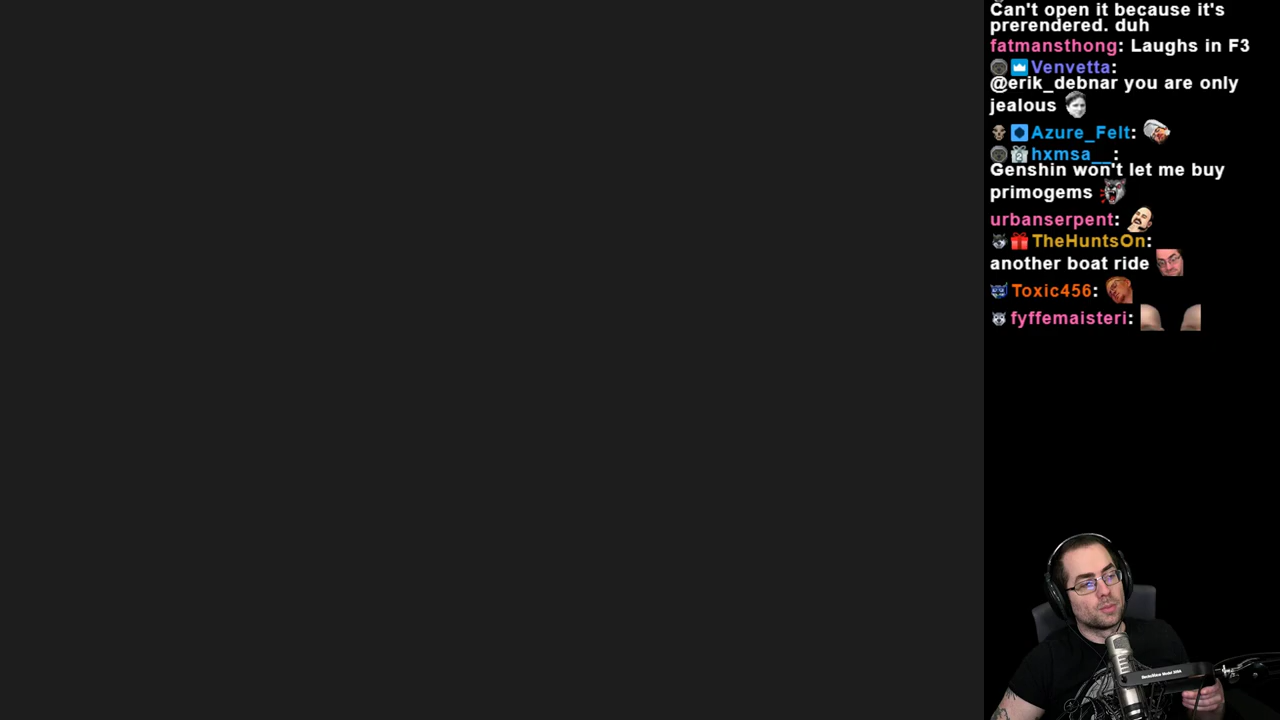 Can't open it because it's
prerendered. duh
fatmansthong: Laughs in F3
Venvetta:
@erik_debnar you are only
jealous
Azure_Felt:
hxmsa__:
Genshin won't let me buy
primogems
urbanserpent:
TheHuntsOn:
another boat ride
Toxic456:
fyffemaisteri: